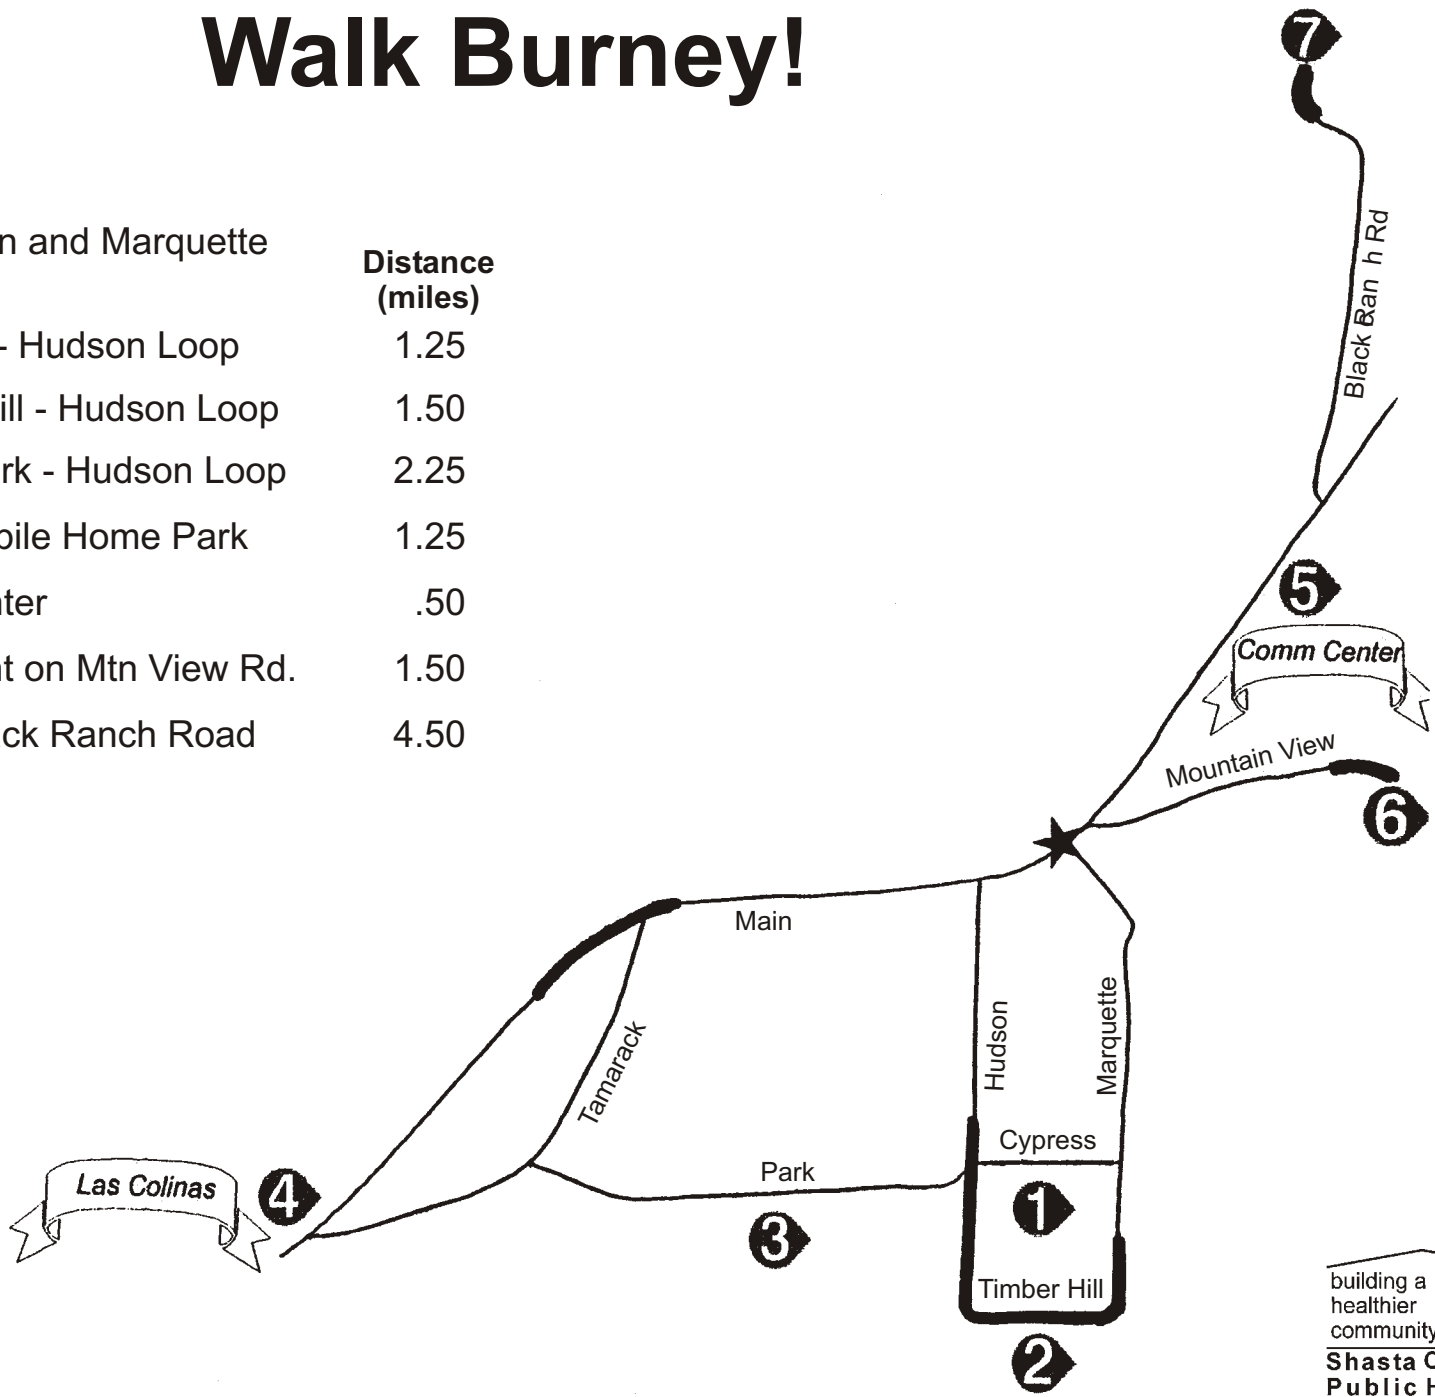 Walk Burney!
n and Marquette
Distance
(miles)
- Hudson Loop 1.25
ill - Hudson Loop 1.50
rk - Hudson Loop 2.25
bile Home Park 1.25
nter .50
nt on Mtn View Rd. 1.50
ck Ranch Road 4.50
7
Black Ran h Rd
5
Comm Center
Mountain View
6
Main
Hudson
Marquette
Tamarack
Cypress
Park
Las Colinas
4
1
3
Timber Hill
2
building a
healthier
community
Shasta C
Public H